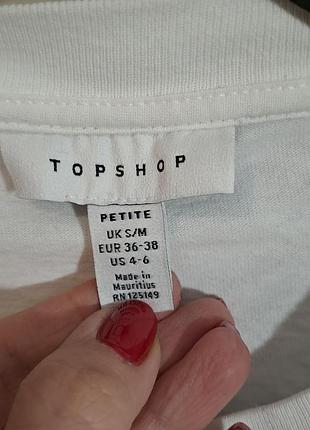 TOPSHOP
PETITE
UK S/M
EUR 36-38
US 4-6
Made in
Mauritius
RN 125149